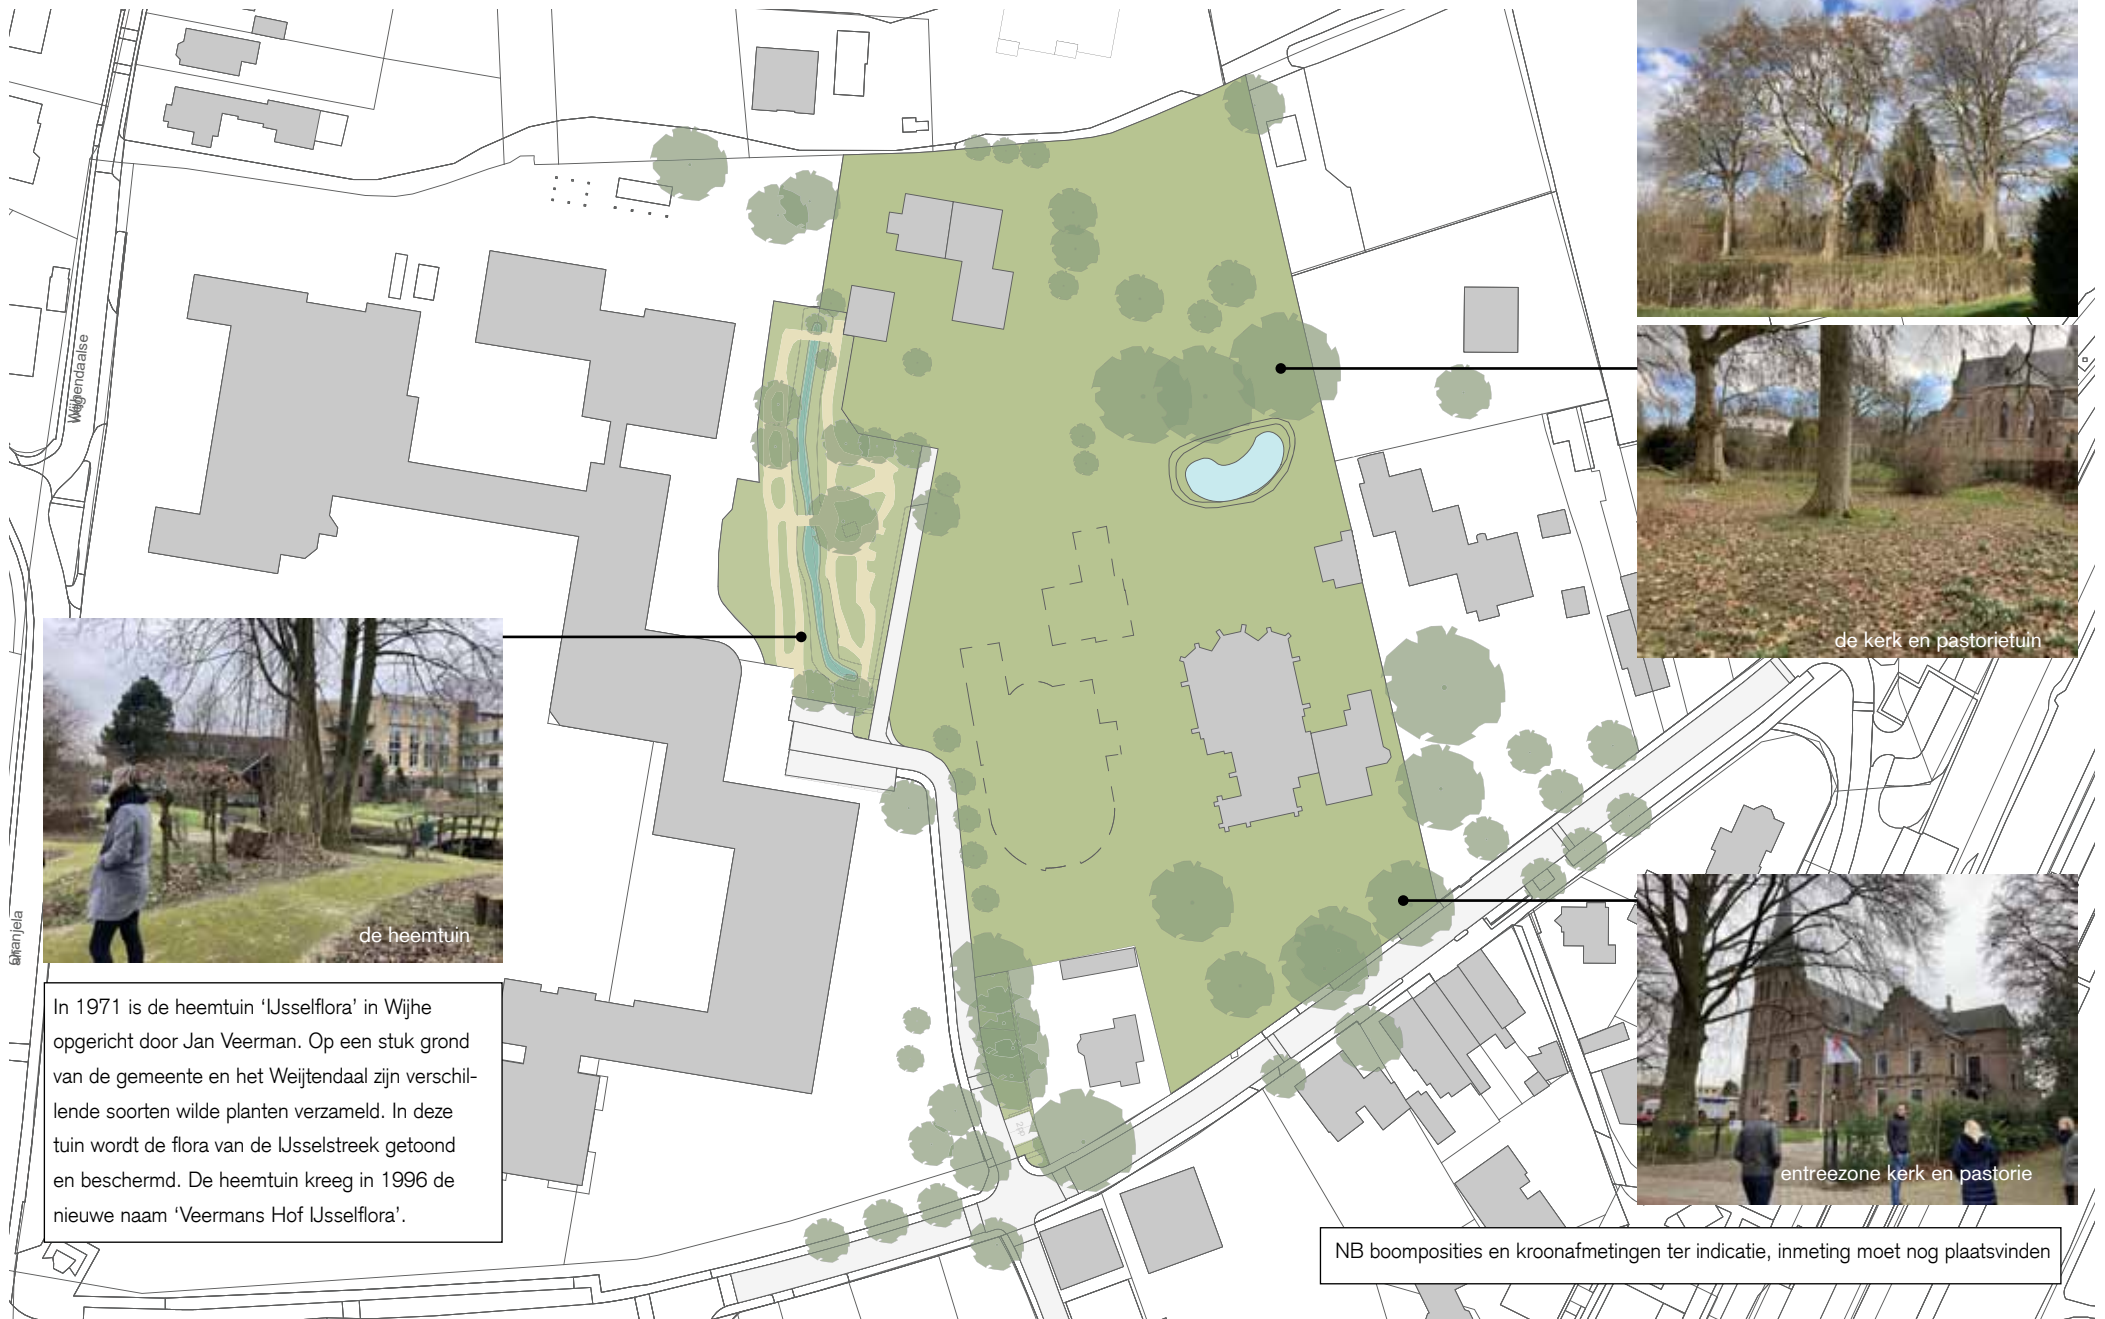 Wijhendaalse
de kerk en pastorietuin
de heemtuin
In 1971 is de heemtuin ‘IJsselflora’ in Wijhe
opgericht door Jan Veerman. Op een stuk grond
van de gemeente en het Weijtendaal zijn verschil-
lende soorten wilde planten verzameld. In deze
tuin wordt de flora van de IJsselstreek getoond
en beschermd. De heemtuin kreeg in 1996 de
nieuwe naam ‘Veermans Hof IJsselflora’.
entreezone kerk en pastorie
NB boomposities en kroonafmetingen ter indicatie, inmeting moet nog plaatsvinden